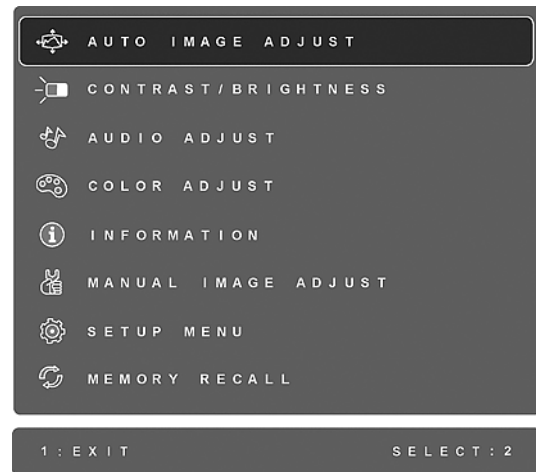 AUTO IMAGE ADJUST
CONTRAST/BRIGHTNESS
AUDIO ADJUST
COLOR ADJUST
INFORMATION
MANUAL IMAGE ADJUST
SETUP MENU
MEMORY RECALL
1:EXIT SELECT:2